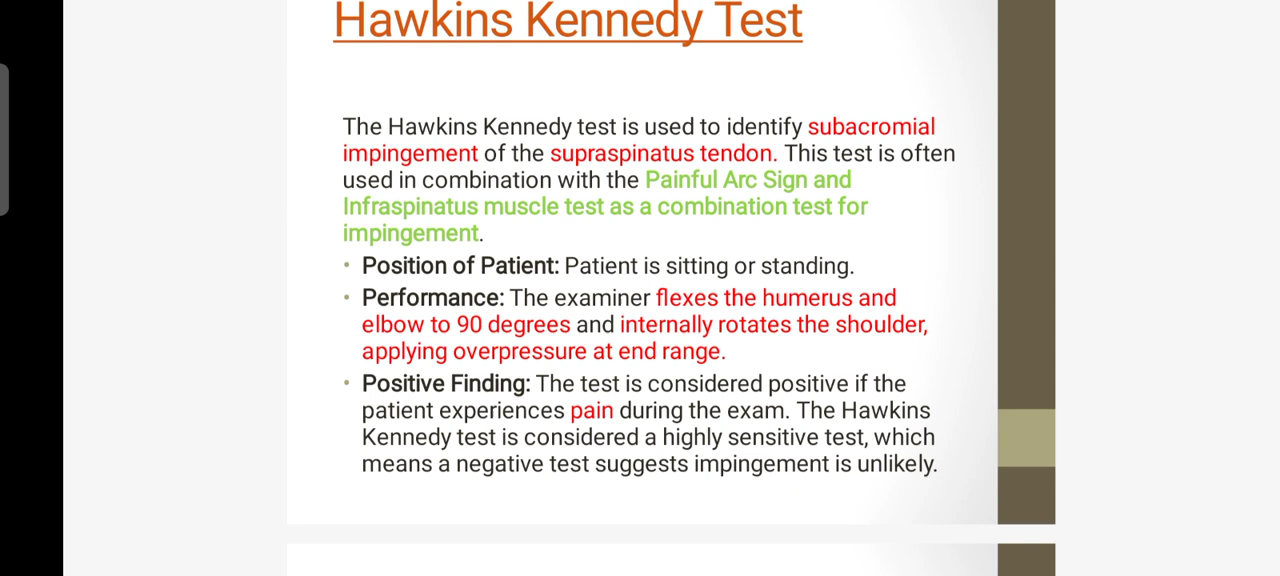 Hawkins Kennedy Test
The Hawkins Kennedy test is used to identify subacromial
impingement of the supraspinatus tendon. This test is often
used in combination with the Painful Arc Sign and
Infraspinatus muscle test as a combination test for
impingement.
• Position of Patient: Patient is sitting or standing.
• Performance: The examiner flexes the humerus and
elbow to 90 degrees and internally rotates the shoulder,
applying overpressure at end range.
• Positive Finding: The test is considered positive if the
patient experiences pain during the exam. The Hawkins
Kennedy test is considered a highly sensitive test, which
means a negative test suggests impingement is unlikely.